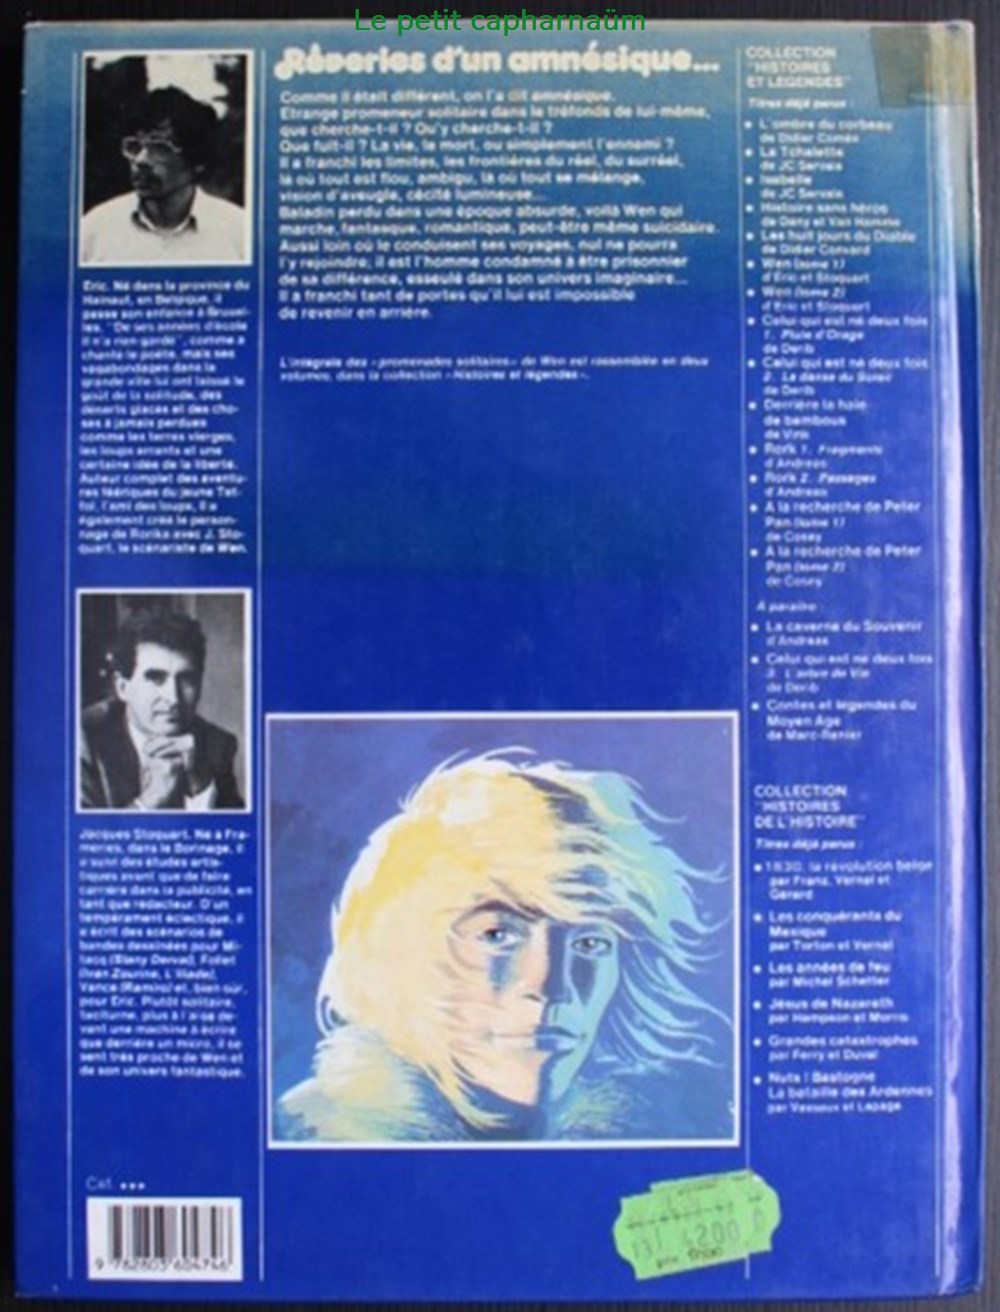 Le petit capharnaüm
Rêveries d'un amnésique...
Comme il était différent, on l'a dit amnésique.
Etrange promeneur solitaire dans le tréfonds de lui-même,
que cherche-t-il ? Qu'y cherche-t-il ?
Que fuit-il ? La vie, la mort, ou simplement l'ennemi ?
Il a franchi les limites, les frontières du réel, du surréel,
là où tout est flou, ambigu, là où tout se mélange,
vision d'aveugle, cécité lumineuse...
Baladin perdu dans une époque absurde, voilà Wen qui
marche, fantasque, romantique, peut-être même suicidaire.
Aussi loin où le conduisent ses voyages, nul ne pourra
l'y rejoindre; il est l'homme condamné à être prisonnier
de sa différence, esseulé dans son univers imaginaire...
Il a franchi tant de portes qu'il lui est impossible
de revenir en arrière.
L'intégrale des «promenades solitaires» de Wen est rassemblée en deux
volumes, dans la collection «histoires et légendes».
Eric. Né dans la province du
Hainaut, en Belgique, il
passe son enfance à Bruxel-
les. "De ses années d'école
il n'a rien gardé", comme a
chanté le poète, mais ses
vagabondages dans la
grande ville lui ont laissé le
goût de la solitude, des
déserts glacés et des cho-
ses à jamais perdues
comme les terres vierges,
les loups errants et une
certaine idée de la liberté.
Auteur complet des aventu-
res féériques du jeune Tet-
fol, l'ami des loups, il a
également créé le person-
nage de Ronka avec J. Sto-
quart, le scénariste de Wen.
Jacques Stoquart. Né à Fra-
meries, dans le Borinage, il
a suivi des études artis-
tiques avant que de faire
carrière dans la publicité, en
tant que rédacteur. D'un
tempérament éclectique, il
a écrit des scénarios de
bandes dessinées pour Mi-
tacq (Stany Derval), Follet
(Ivan Zourine, L'Iliade),
Vance (Ramiro) et, bien sûr,
pour Eric. Plutôt solitaire,
taciturne, plus à l'aise de-
vant une machine à écrire
que derrière un micro, il se
sent très proche de Wen et
de son univers fantastique.
Cat. •••
9 782803 604746
COLLECTION
"HISTOIRES
ET LEGENDES"
Titres déjà parus :
• L'ombre du corbeau
de Didier Comès
• La Tchalette
de JC Servais
• Isabelle
de JC Servais
• Histoire sans héros
de Dany et Van Hamme
• Les huit jours du Diable
de Didier Convard
• Wen (tome 1)
d'Eric et Stoquart
• Wen (tome 2)
d'Eric et Stoquart
• Celui qui est né deux fois
1. Pluie d'Orage
de Derib
• Celui qui est né deux fois
2. La danse du Soleil
de Derib
• Derrière la haie
de bambous
de Vink
• Rork 1. Fragments
d'Andreas
• Rork 2. Passages
d'Andreas
• A la recherche de Peter
Pan (tome 1)
de Cosey
• A la recherche de Peter
Pan (tome 2)
de Cosey
A paraître :
• La caverne du Souvenir
d'Andreas
• Celui qui est né deux fois
3. L'arbre de Vie
de Derib
• Contes et légendes du
Moyen Age
de Marc-Renier
COLLECTION
"HISTOIRES
DE L'HISTOIRE"
Titres déjà parus :
• 1830, la révolution belge
par Franz, Vernal et
Gérard
• Les conquérants du
Mexique
par Torton et Vernal
• Les années de feu
par Michel Schetter
• Jésus de Nazareth
par Hampson et Morris
• Grandes catastrophes
par Ferry et Duval
• Nuts ! Bastogne
La bataille des Ardennes
par Vassaux et Lepage
4200